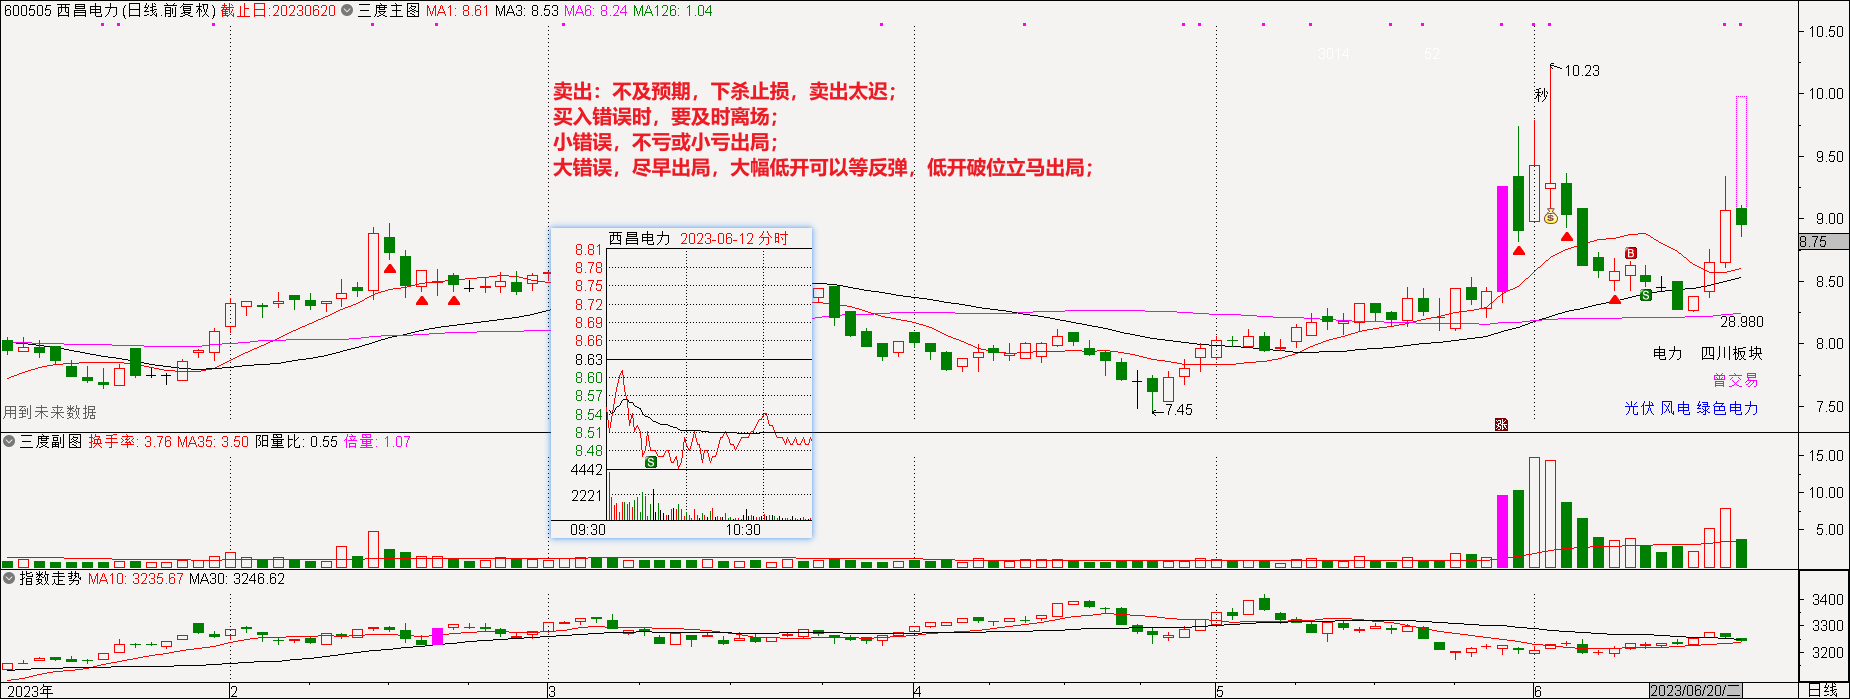 600505 西昌电力(日线.前复权) 截止日:20230620 三度主图 MA1: 8.61 MA3: 8.53 MA6: 8.24 MA126: 1.04
3014 52
10.50
10.23
秒
10.00
卖出：不及预期，下杀止损，卖出太迟；
买入错误时，要及时离场；
小错误，不亏或小亏出局；
大错误，尽早出局，大幅低开可以等反弹，低开破位立马出局；
9.50
9.00
8.75
8.50
8.00
7.50
B
S
28.980
电力 四川板块
曾交易
光伏 风电 绿色电力
7.45
涨
用到未来数据
西昌电力 2023-06-12 分时
8.81
8.78
8.75
8.72
8.69
8.66
8.63
8.60
8.57
8.54
8.51
8.48
S
4442
2221
09:30 10:30
三度副图 换手率: 3.76 MA35: 3.50 阳量比: 0.55 倍量: 1.07
15.00
10.00
5.00
指数走势 MA10: 3235.67 MA30: 3246.62
3400
3300
3200
2023年 2 3 4 5 6 2023/06/20/二 日线